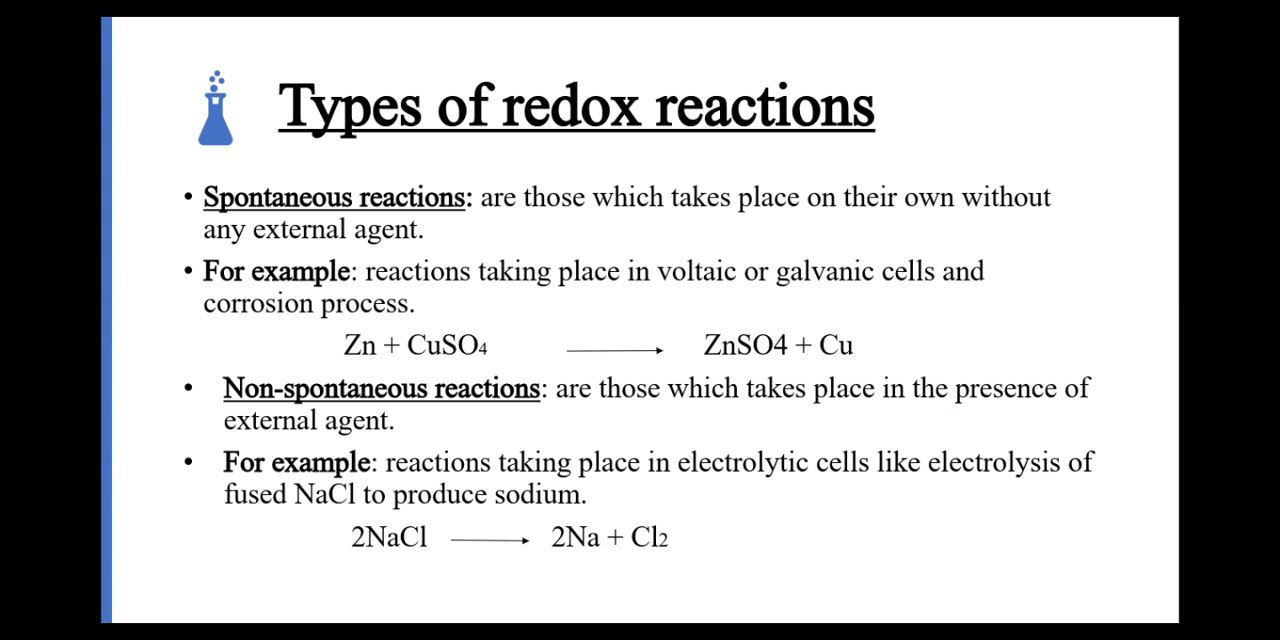 Types of redox reactions
• Spontaneous reactions: are those which takes place on their own without
any external agent.
• For example: reactions taking place in voltaic or galvanic cells and
corrosion process.
Zn + CuSO₄ ⟶ ZnSO4 + Cu
• Non-spontaneous reactions: are those which takes place in the presence of
external agent.
• For example: reactions taking place in electrolytic cells like electrolysis of
fused NaCl to produce sodium.
2NaCl ⟶ 2Na + Cl₂